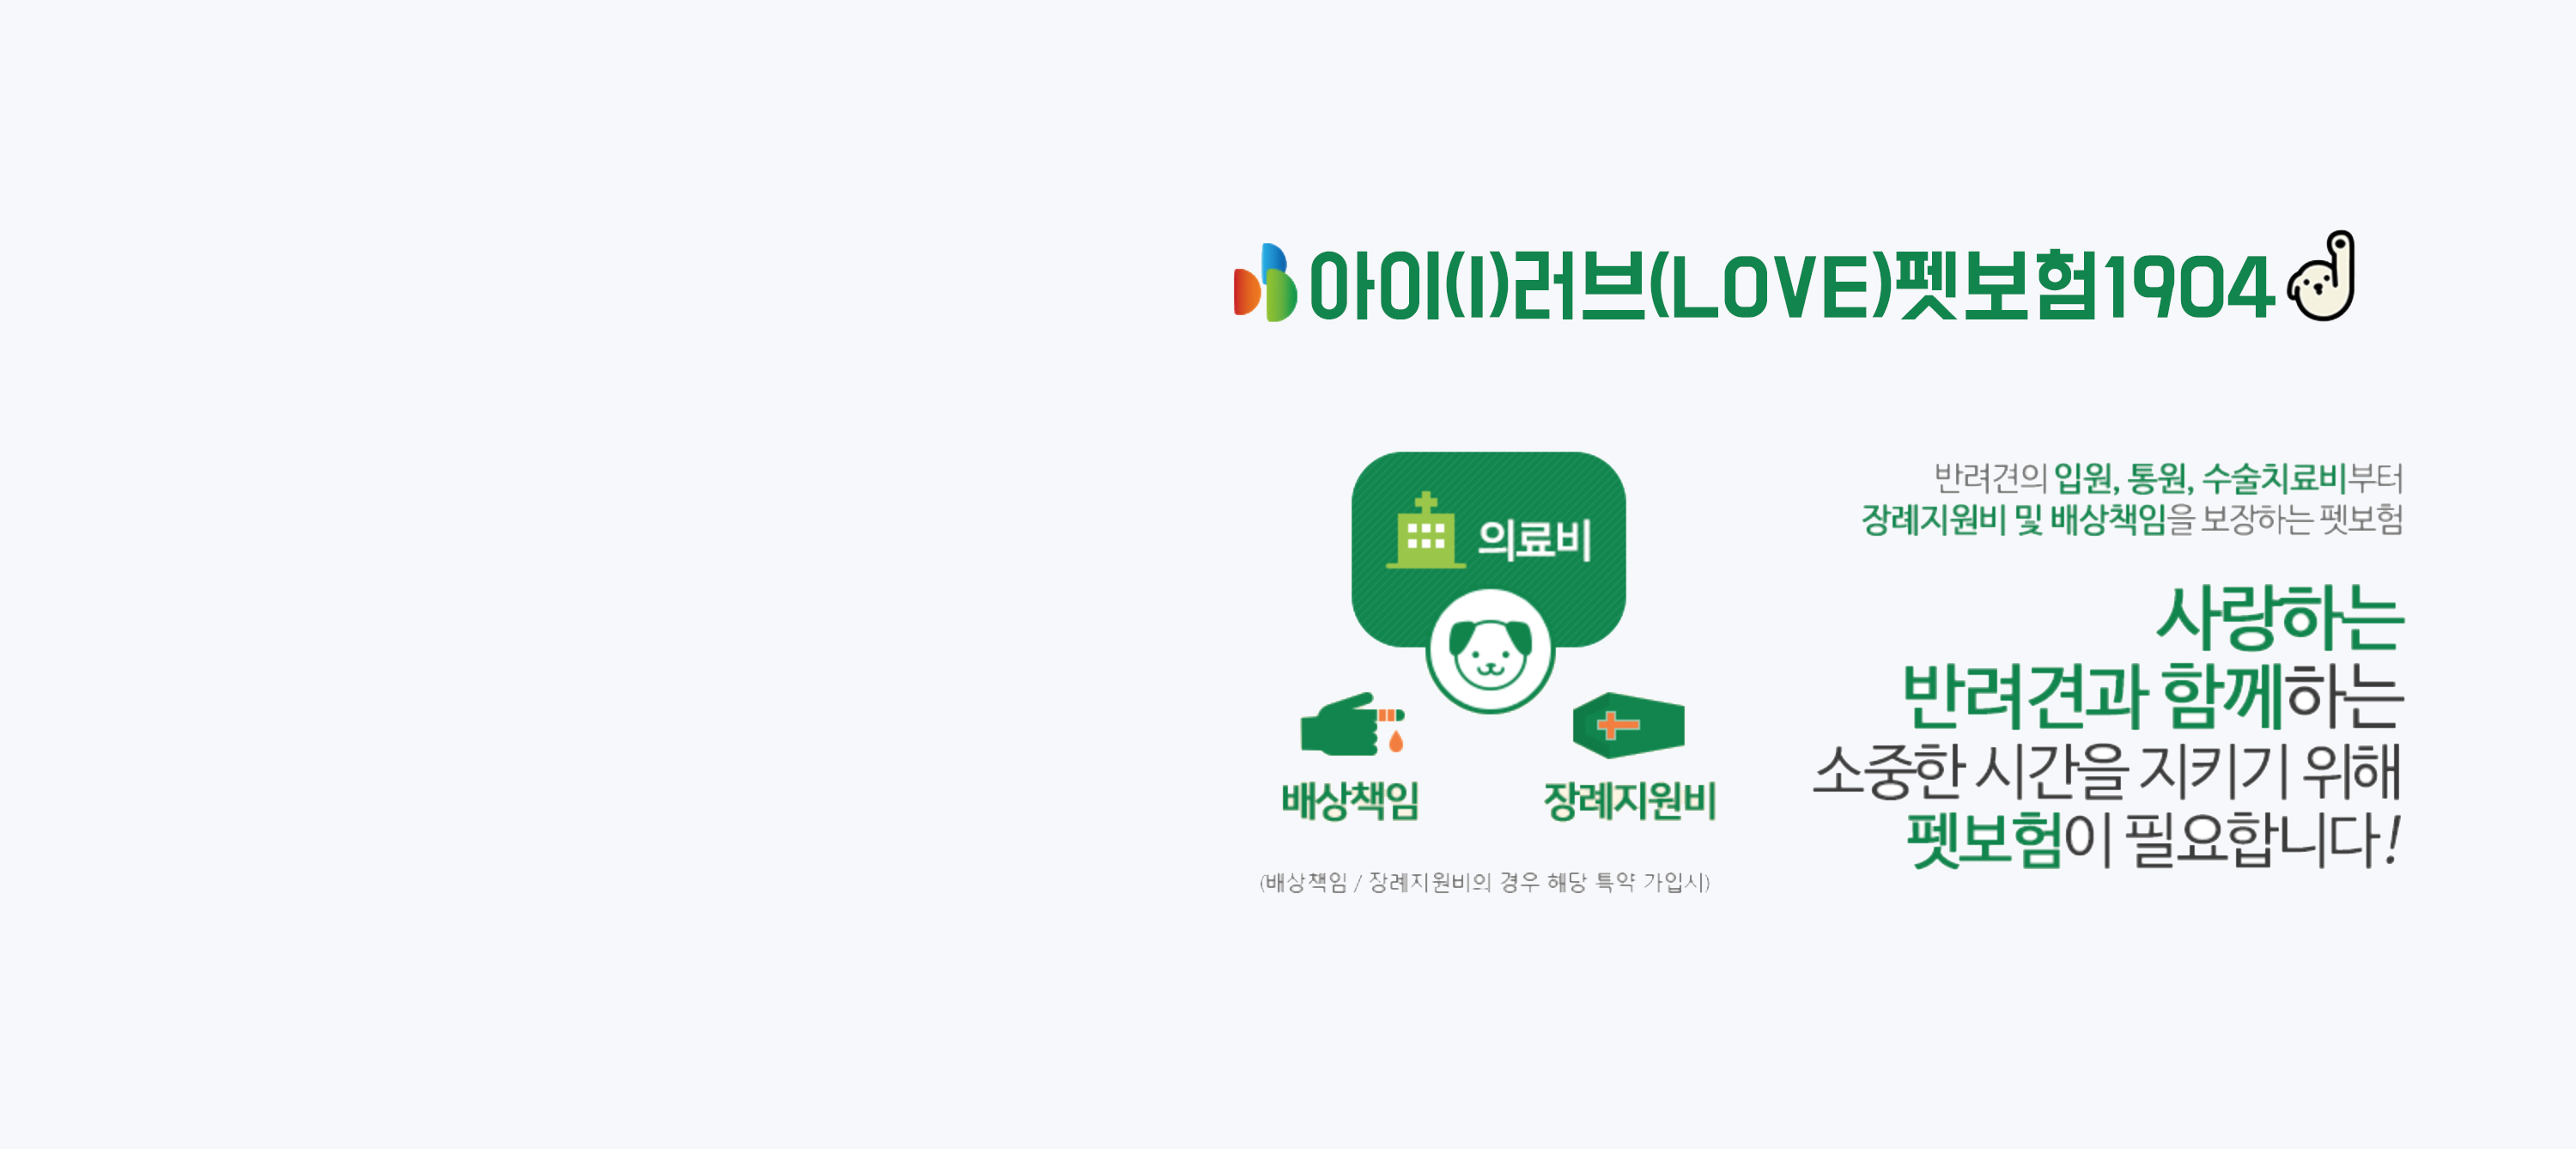 아이(I)러브(LOVE)펫보험1904
의료비
배상책임
장례지원비
(배상책임 / 장례지원비의 경우 해당 특약 가입시)
반려견의 입원, 통원, 수술치료비부터
장례지원비 및 배상책임을 보장하는 펫보험
사랑하는
반려견과 함께하는
소중한 시간을 지키기 위해
펫보험이 필요합니다!